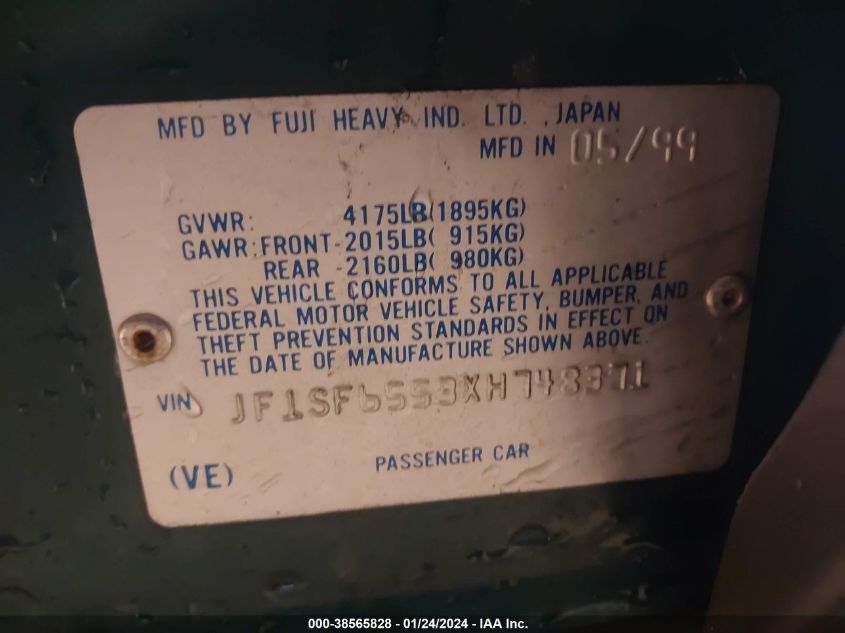 MFD BY FUJI HEAVY IND. LTD. , JAPAN
MFD IN 05/99
GVWR: 4175LB(1895KG)
GAWR:FRONT-2015LB( 915KG)
REAR -2160LB( 980KG)
THIS VEHICLE CONFORMS TO ALL APPLICABLE
FEDERAL MOTOR VEHICLE SAFETY, BUMPER, AND
THEFT PREVENTION STANDARDS IN EFFECT ON
THE DATE OF MANUFACTURE SHOWN ABOVE.
VIN JF1SF6553XH748371
(VE) PASSENGER CAR
000-38565828 - 01/24/2024 - IAA Inc.